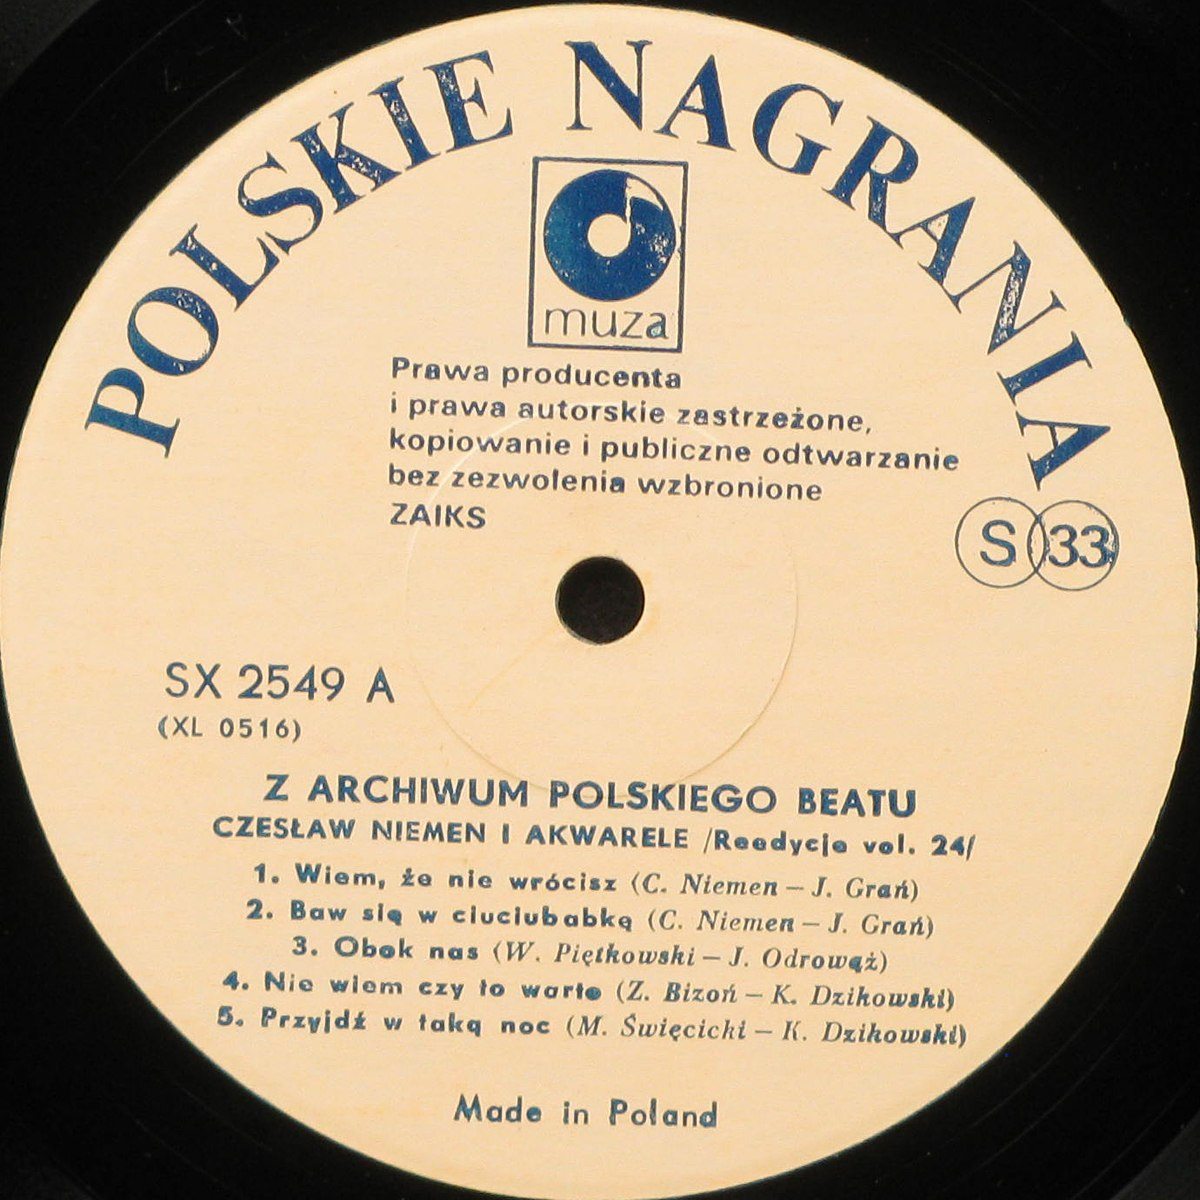 POLSKIE NAGRANIA
muza
Prawa producenta
i prawa autorskie zastrzeżone,
kopiowanie i publiczne odtwarzanie
bez zezwolenia wzbronione
ZAIKS
S 33
SX 2549 A
(XL 0516)
Z ARCHIWUM POLSKIEGO BEATU
CZESŁAW NIEMEN I AKWARELE /Reedycje vol. 24/
1. Wiem, że nie wrócisz (C. Niemen – J. Grań)
2. Baw się w ciuciubabkę (C. Niemen – J. Grań)
3. Obok nas (W. Piętkowski – J. Odrowąż)
4. Nie wiem czy to warto (Z. Bizoń – K. Dzikowski)
5. Przyjdź w taką noc (M. Święcicki – K. Dzikowski)
Made in Poland